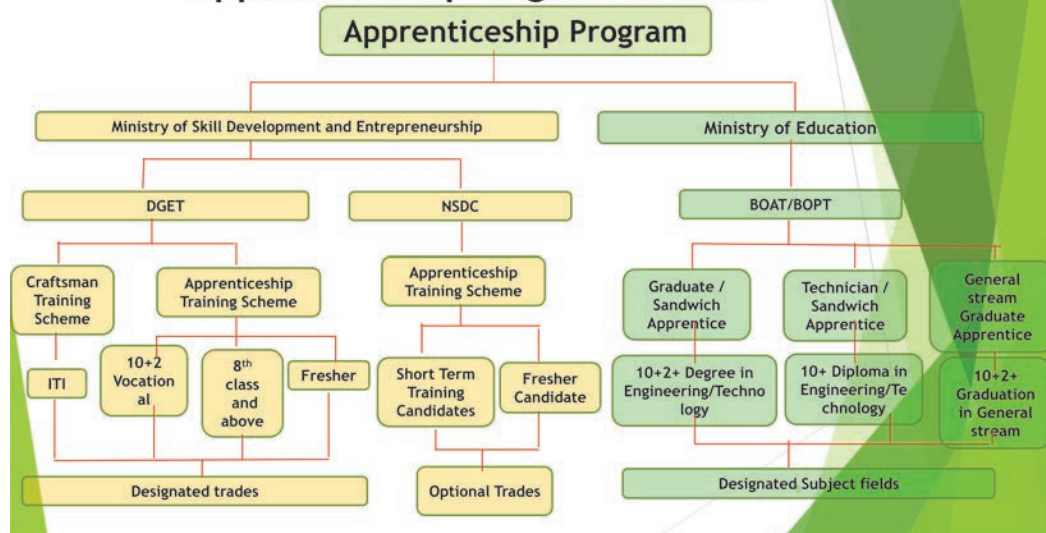 Apprenticeship Program
Ministry of Skill Development and Entrepreneurship
Ministry of Education
DGET
NSDC
BOAT/BOPT
Craftsman
Training
Scheme
Apprenticeship
Training Scheme
Apprenticeship
Training Scheme
Graduate /
Sandwich
Apprentice
Technician /
Sandwich
Apprentice
General
stream
Graduate
Apprentice
ITI
10+2
Vocation
al
8th
class
and
above
Fresher
Short Term
Training
Candidates
Fresher
Candidate
10+2+ Degree in
Engineering/Techno
logy
10+ Diploma in
Engineering/Te
chnology
10+2+
Graduation
in General
stream
Designated trades
Optional Trades
Designated Subject fields